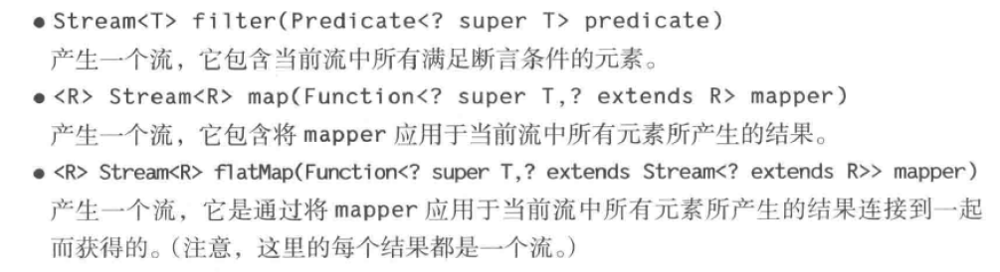 ● Stream<T> filter(Predicate<? super T> predicate)
产生一个流，它包含当前流中所有满足断言条件的元素。
● <R> Stream<R> map(Function<? super T,? extends R> mapper)
产生一个流，它包含将 mapper 应用于当前流中所有元素所产生的结果。
● <R> Stream<R> flatMap(Function<? super T,? extends Stream<? extends R>> mapper)
产生一个流，它是通过将 mapper 应用于当前流中所有元素所产生的结果连接到一起
而获得的。（注意，这里的每个结果都是一个流。）